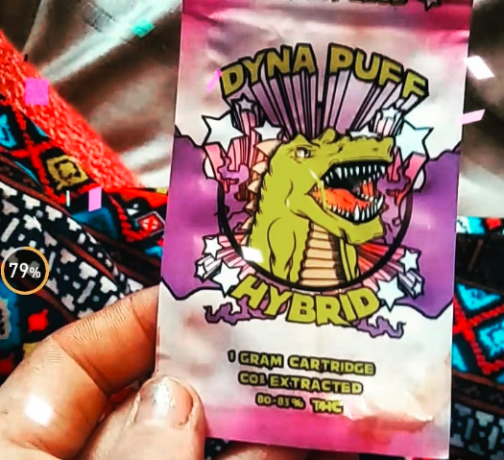 DYNA PUFF
79%
HYBRID
1 GRAM CARTRIDGE
CO2 EXTRACTED
80-85% THC